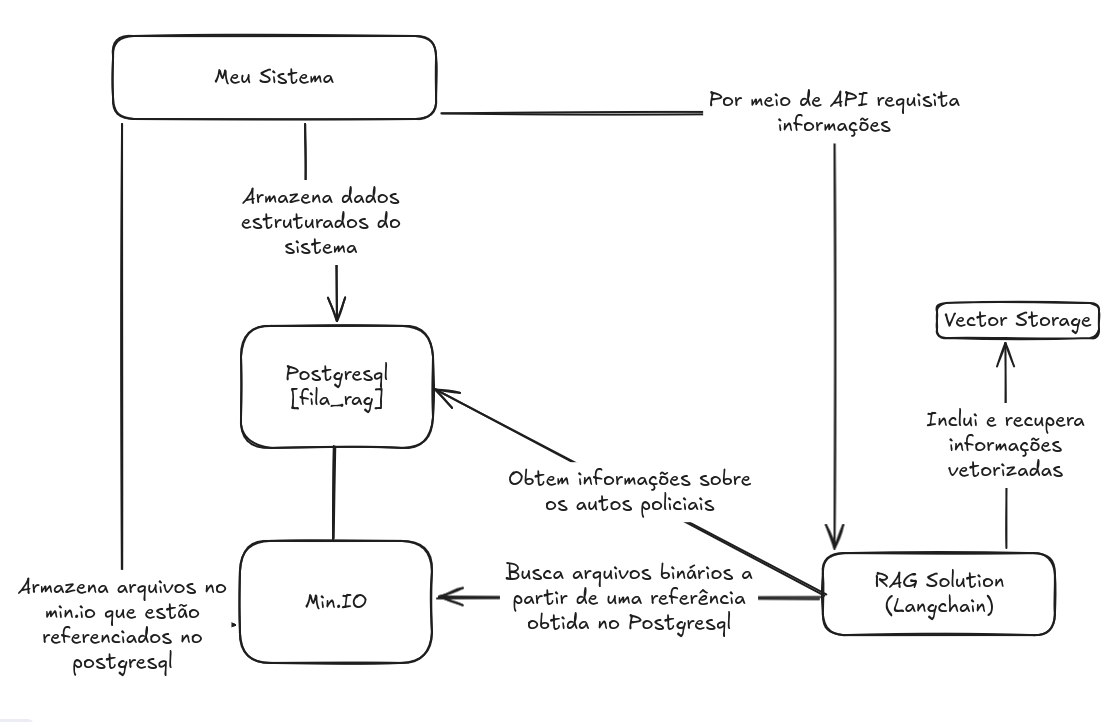 Meu Sistema
Por meio de API requisita
informações
Armazena dados
estruturados do
sistema
Vector Storage
Postgresql
[fila_rag]
Inclui e recupera
informações
vetorizadas
Obtem informações sobre
os autos policiais
Armazena arquivos no
min.io que estão
referenciados no
postgresql
Min.IO
Busca arquivos binários a
partir de uma referência
obtida no Postgresql
RAG Solution
(Langchain)